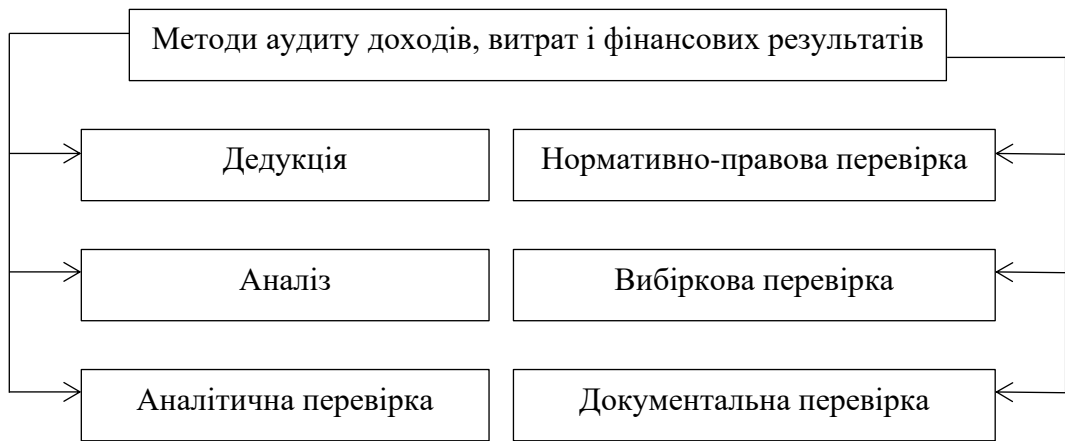 Методи аудиту доходів, витрат і фінансових результатів
Дедукція
Нормативно-правова перевірка
Аналіз
Вибіркова перевірка
Аналітична перевірка
Документальна перевірка